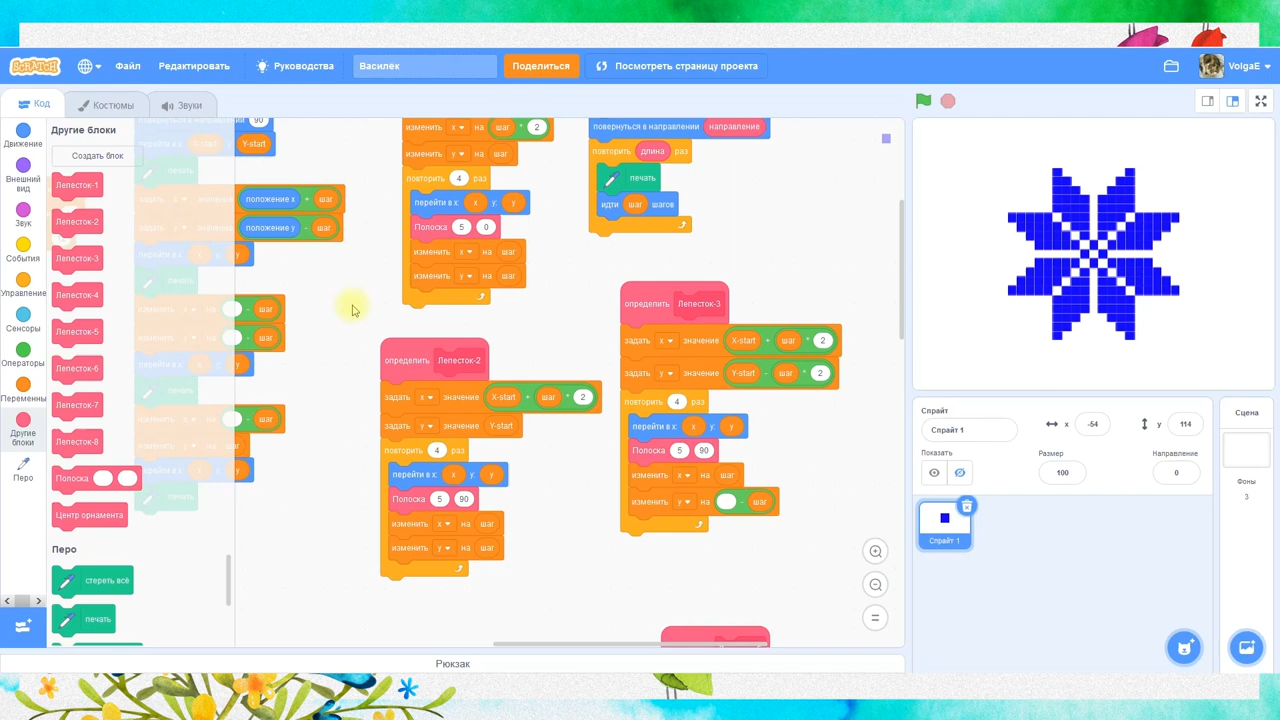 SCRATCH
Файл
Редактировать
Руководства
Василёк
Поделиться
Посмотреть страницу проекта
VolgaE
Код
Костюмы
Звуки
Движение
Внешний
вид
Звук
События
Управление
Сенсоры
Операторы
Переменны
Другие
блоки
Перо
Другие блоки
Создать блок
Лепесток-1
Лепесток-2
Лепесток-3
Лепесток-4
Лепесток-5
Лепесток-6
Лепесток-7
Лепесток-8
Полоска
Центр орнамента
Перо
стереть всё
печать
90
Y-start
положение x + шаг
положение y - шаг
y
- шаг
- шаг
y
- шаг
шаг
y
изменить x на шаг * 2
изменить y на шаг
повторить 4 раз
перейти в x: x y: y
Полоска 5 0
изменить x на шаг
изменить y на шаг
определить Лепесток-2
задать x значение X-start + шаг * 2
задать y значение Y-start
повторить 4 раз
перейти в x: x y: y
Полоска 5 90
изменить x на шаг
изменить y на шаг
повернуться в направлении направление
повторить длина раз
печать
идти шаг шагов
определить Лепесток-3
задать x значение X-start + шаг * 2
задать y значение Y-start - шаг * 2
повторить 4 раз
перейти в x: x y: y
Полоска 5 90
изменить x на шаг
изменить y на - шаг
Рюкзак
Спрайт
Спрайт 1
x -54
y 114
Показать
Размер
100
Направление
0
Спрайт 1
Сцена
Фоны
3